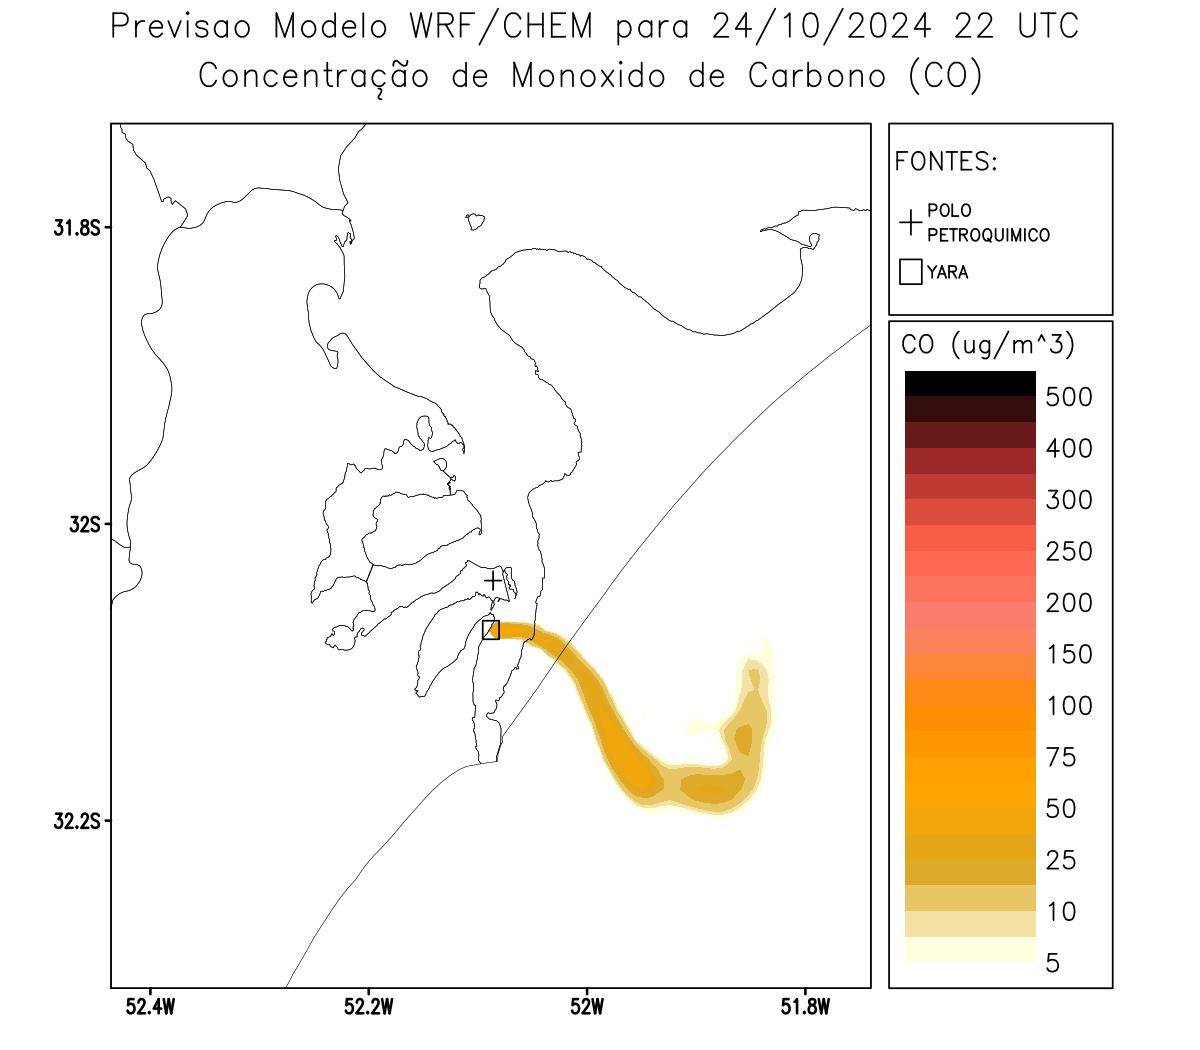 Previsao Modelo WRF/CHEM para 24/10/2024 22 UTC
Concentração de Monoxido de Carbono (CO)
FONTES:
POLO
PETROQUIMICO
YARA
31.8S
32S
32.2S
52.4W
52.2W
52W
51.8W
CO (ug/m^3)
500
400
300
250
200
150
100
75
50
25
10
5